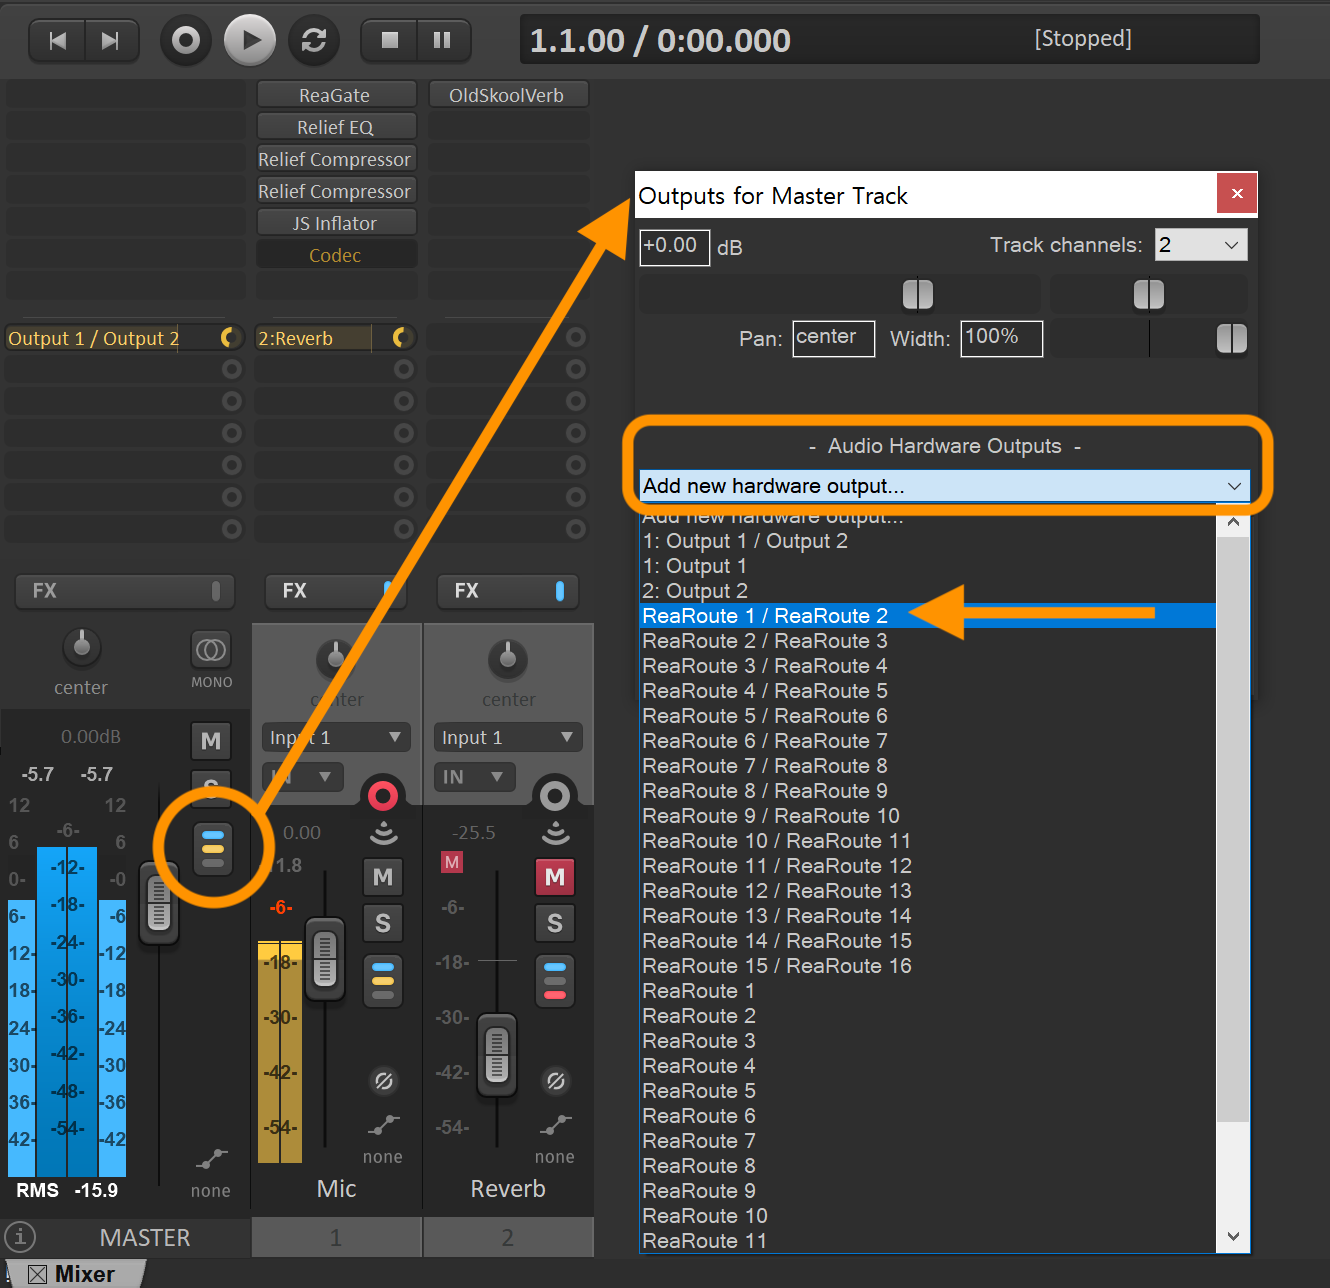 1.1.00 / 0:00.000
[Stopped]
ReaGate
OldSkoolVerb
Relief EQ
Relief Compressor
Relief Compressor
JS Inflator
Codec
Output 1 / Output 2
2:Reverb
FX
FX
FX
center
MONO
center
center
0.00dB
M
-5.7 -5.7
S
12 12
6 -6- 6
0- -12- -0
6- -18- -6
12- -24- -12
18- -30- -18
24- -36- -24
30- -42- -30
36- -48- -36
42- -54- -42
RMS -15.9
none
MASTER
Input 1
IN
0.00
1.8
M
-6-
S
-18-
-30-
-42-
-54-
none
Mic
1
Input 1
IN
-25.5
M
M
-6-
S
-18-
-30-
-42-
-54-
none
Reverb
2
Mixer
Outputs for Master Track
+0.00 dB
Track channels: 2
Pan: center Width: 100%
- Audio Hardware Outputs -
Add new hardware output...
Add new hardware output...
1: Output 1 / Output 2
1: Output 1
2: Output 2
ReaRoute 1 / ReaRoute 2
ReaRoute 2 / ReaRoute 3
ReaRoute 3 / ReaRoute 4
ReaRoute 4 / ReaRoute 5
ReaRoute 5 / ReaRoute 6
ReaRoute 6 / ReaRoute 7
ReaRoute 7 / ReaRoute 8
ReaRoute 8 / ReaRoute 9
ReaRoute 9 / ReaRoute 10
ReaRoute 10 / ReaRoute 11
ReaRoute 11 / ReaRoute 12
ReaRoute 12 / ReaRoute 13
ReaRoute 13 / ReaRoute 14
ReaRoute 14 / ReaRoute 15
ReaRoute 15 / ReaRoute 16
ReaRoute 1
ReaRoute 2
ReaRoute 3
ReaRoute 4
ReaRoute 5
ReaRoute 6
ReaRoute 7
ReaRoute 8
ReaRoute 9
ReaRoute 10
ReaRoute 11